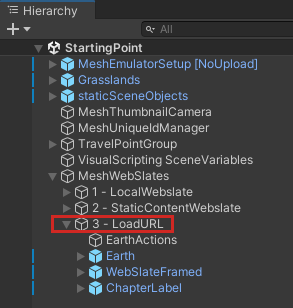 Hierarchy
All
StartingPoint
MeshEmulatorSetup [NoUpload]
Grasslands
staticSceneObjects
MeshThumbnailCamera
MeshUniqueIdManager
TravelPointGroup
VisualScripting SceneVariables
MeshWebSlates
1 - LocalWebslate
2 - StaticContentWebslate
3 - LoadURL
EarthActions
Earth
WebSlateFramed
ChapterLabel